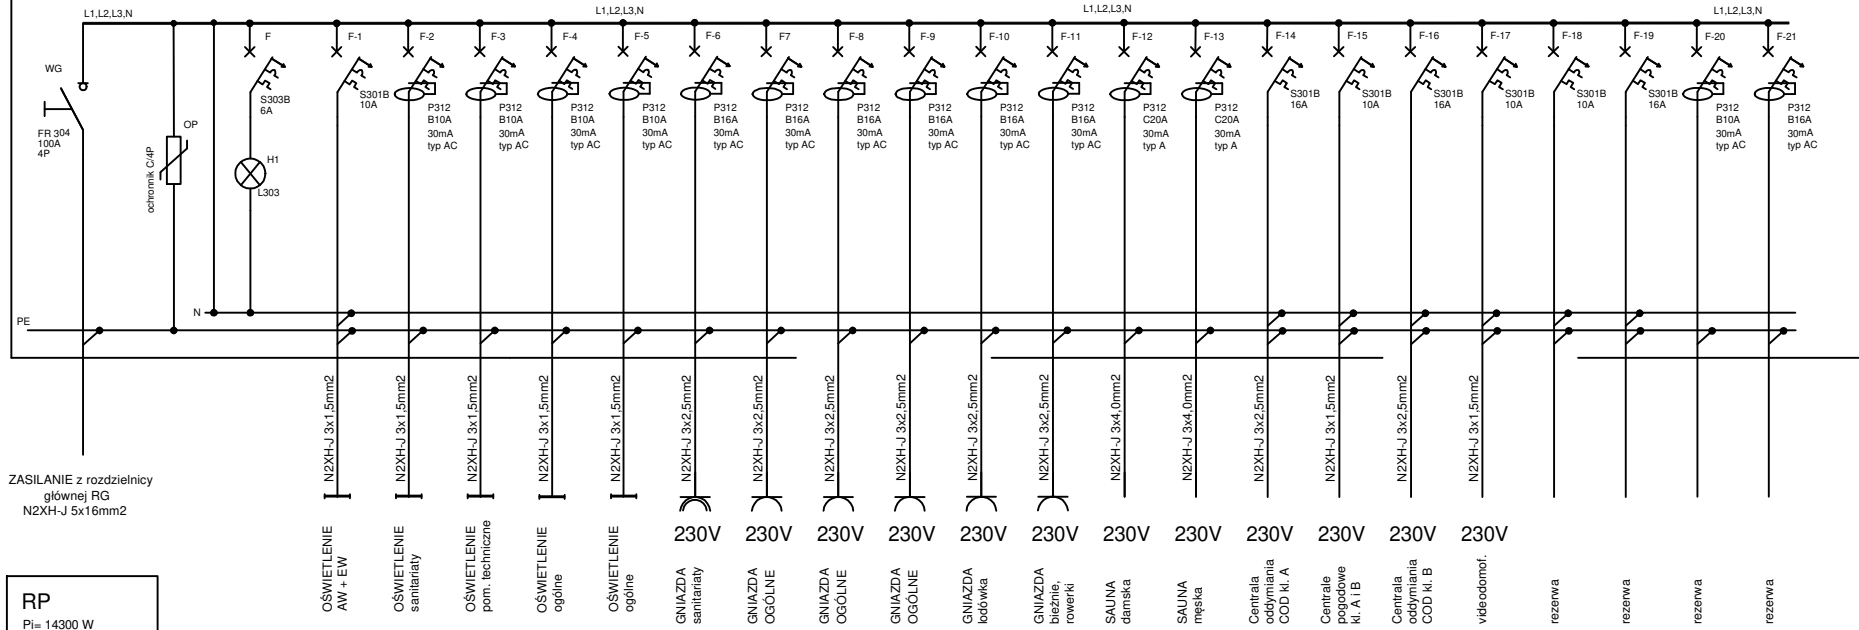 L1,L2,L3,N
L1,L2,L3,N
L1,L2,L3,N
F
F-1
F-2
F-3
F-4
F-5
F-6
F7
F-8
F-9
F-10
F-11
F-12
F-13
F-14
F-15
F-16
F-17
F-18
F-19
F-20
F-21
WG
FR 304
100A
4P
OP
ochronnik C/4P
S303B
6A
H1
L303
S301B
10A
P312
B10A
30mA
typ AC
P312
B10A
30mA
typ AC
P312
B10A
30mA
typ AC
P312
B10A
30mA
typ AC
P312
B16A
30mA
typ AC
P312
B16A
30mA
typ AC
P312
B16A
30mA
typ AC
P312
B16A
30mA
typ AC
P312
B16A
30mA
typ AC
P312
B16A
30mA
typ AC
P312
C20A
30mA
typ A
P312
C20A
30mA
typ A
S301B
16A
S301B
10A
S301B
16A
S301B
10A
S301B
10A
S301B
16A
P312
B10A
30mA
typ AC
P312
B16A
30mA
typ AC
N
PE
N2XH-J 3x1,5mm2
N2XH-J 3x1,5mm2
N2XH-J 3x1,5mm2
N2XH-J 3x1,5mm2
N2XH-J 3x1,5mm2
N2XH-J 3x2,5mm2
N2XH-J 3x2,5mm2
N2XH-J 3x2,5mm2
N2XH-J 3x2,5mm2
N2XH-J 3x2,5mm2
N2XH-J 3x2,5mm2
N2XH-J 3x4,0mm2
N2XH-J 3x4,0mm2
N2XH-J 3x2,5mm2
N2XH-J 3x1,5mm2
N2XH-J 3x2,5mm2
N2XH-J 3x1,5mm2
ZASILANIE z rozdzielnicy
głównej RG
N2XH-J 5x16mm2
230V
230V
230V
230V
230V
230V
230V
230V
230V
230V
230V
230V
OŚWIETLENIE
AW + EW
OŚWIETLENIE
sanitariaty
OŚWIETLENIE
pom. techniczne
OŚWIETLENIE
ogólne
OŚWIETLENIE
ogólne
GNIAZDA
sanitariaty
GNIAZDA
OGÓLNE
GNIAZDA
OGÓLNE
GNIAZDA
OGÓLNE
GNIAZDA
lodówka
GNIAZDA
bieżnie,
rowerki
SAUNA
damska
SAUNA
męska
Centrala
oddymiania
COD kl. A
Centrale
pogodowe
kl. A i B
Centrala
oddymiania
COD kl. B
videodomof.
rezerwa
rezerwa
rezerwa
rezerwa
RP
Pi= 14300 W